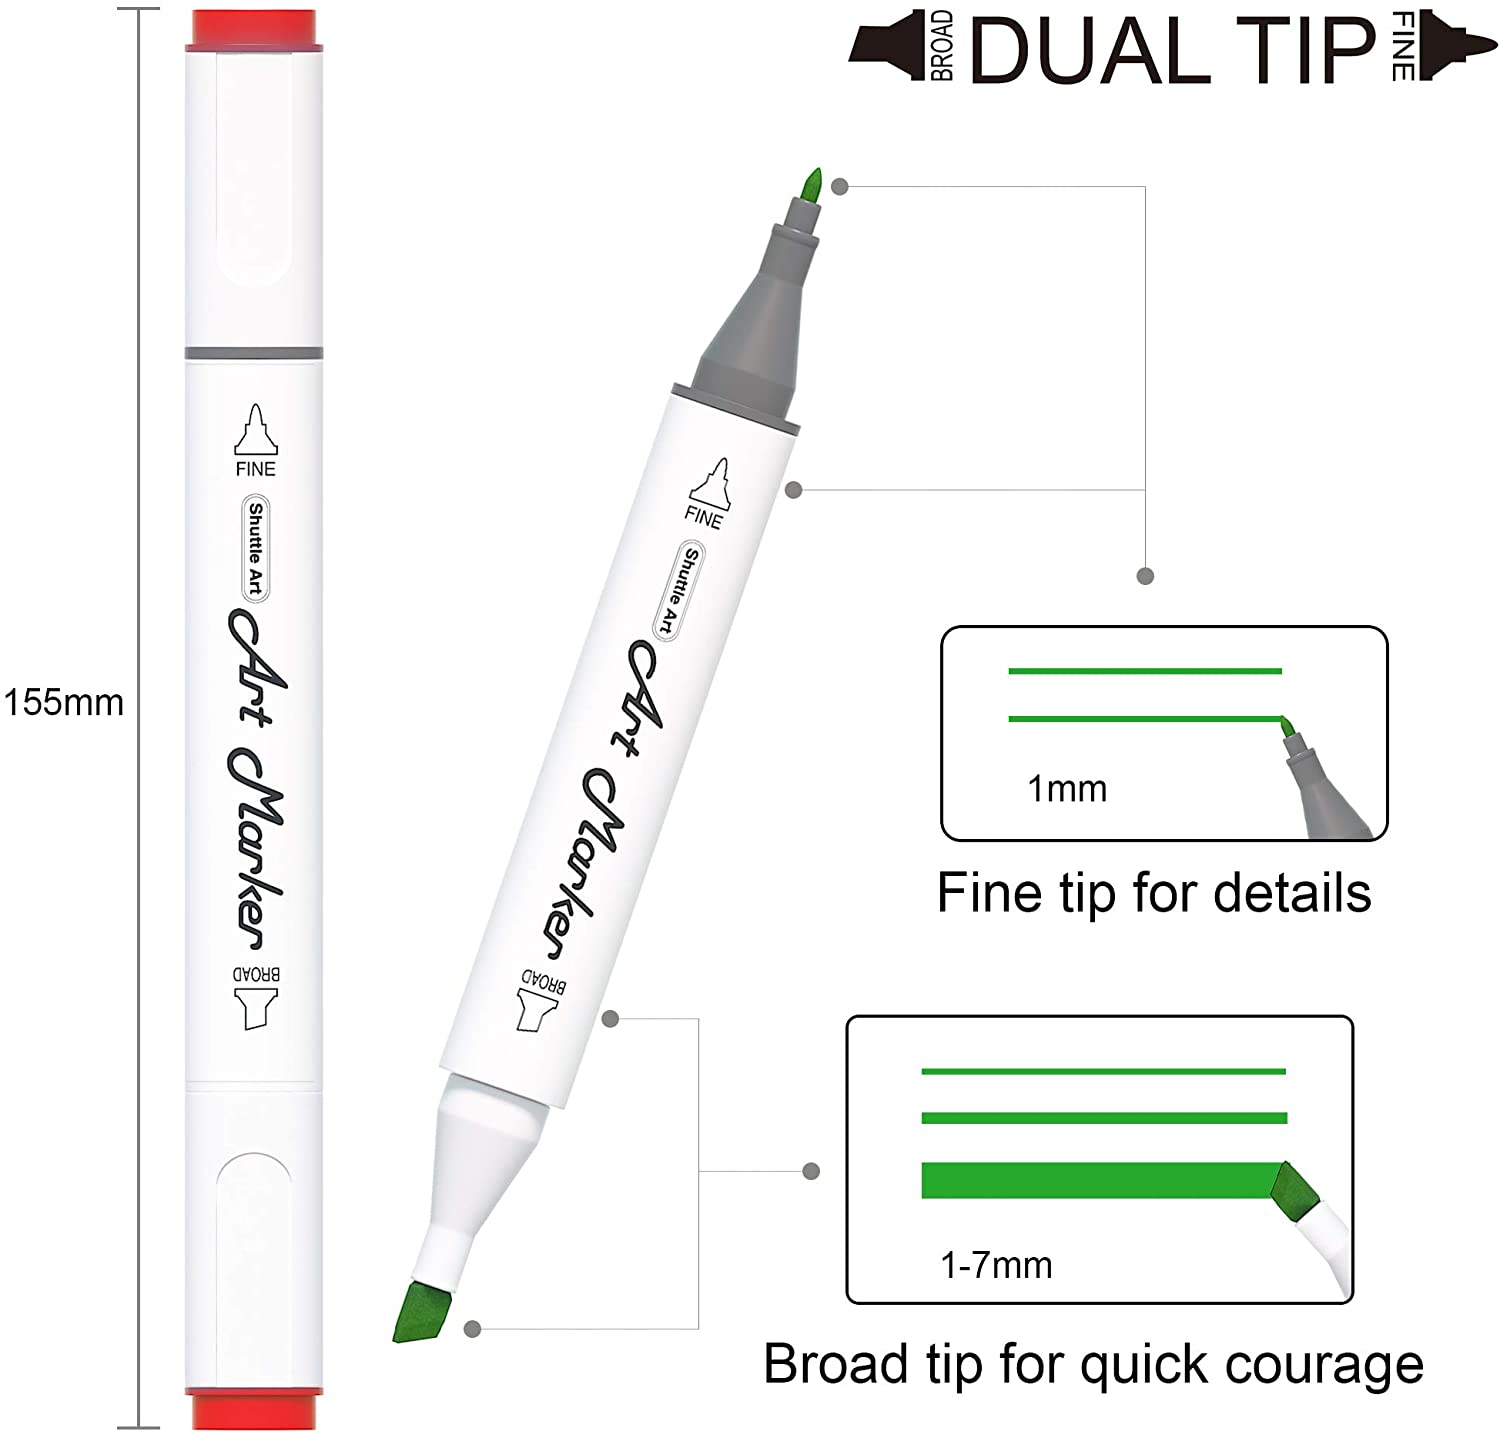 BROAD DUAL TIP FINE
155mm
FINE
Shuttle Art
Art Marker
BROAD
FINE
Shuttle Art
Art Marker
BROAD
1mm
Fine tip for details
1-7mm
Broad tip for quick courage